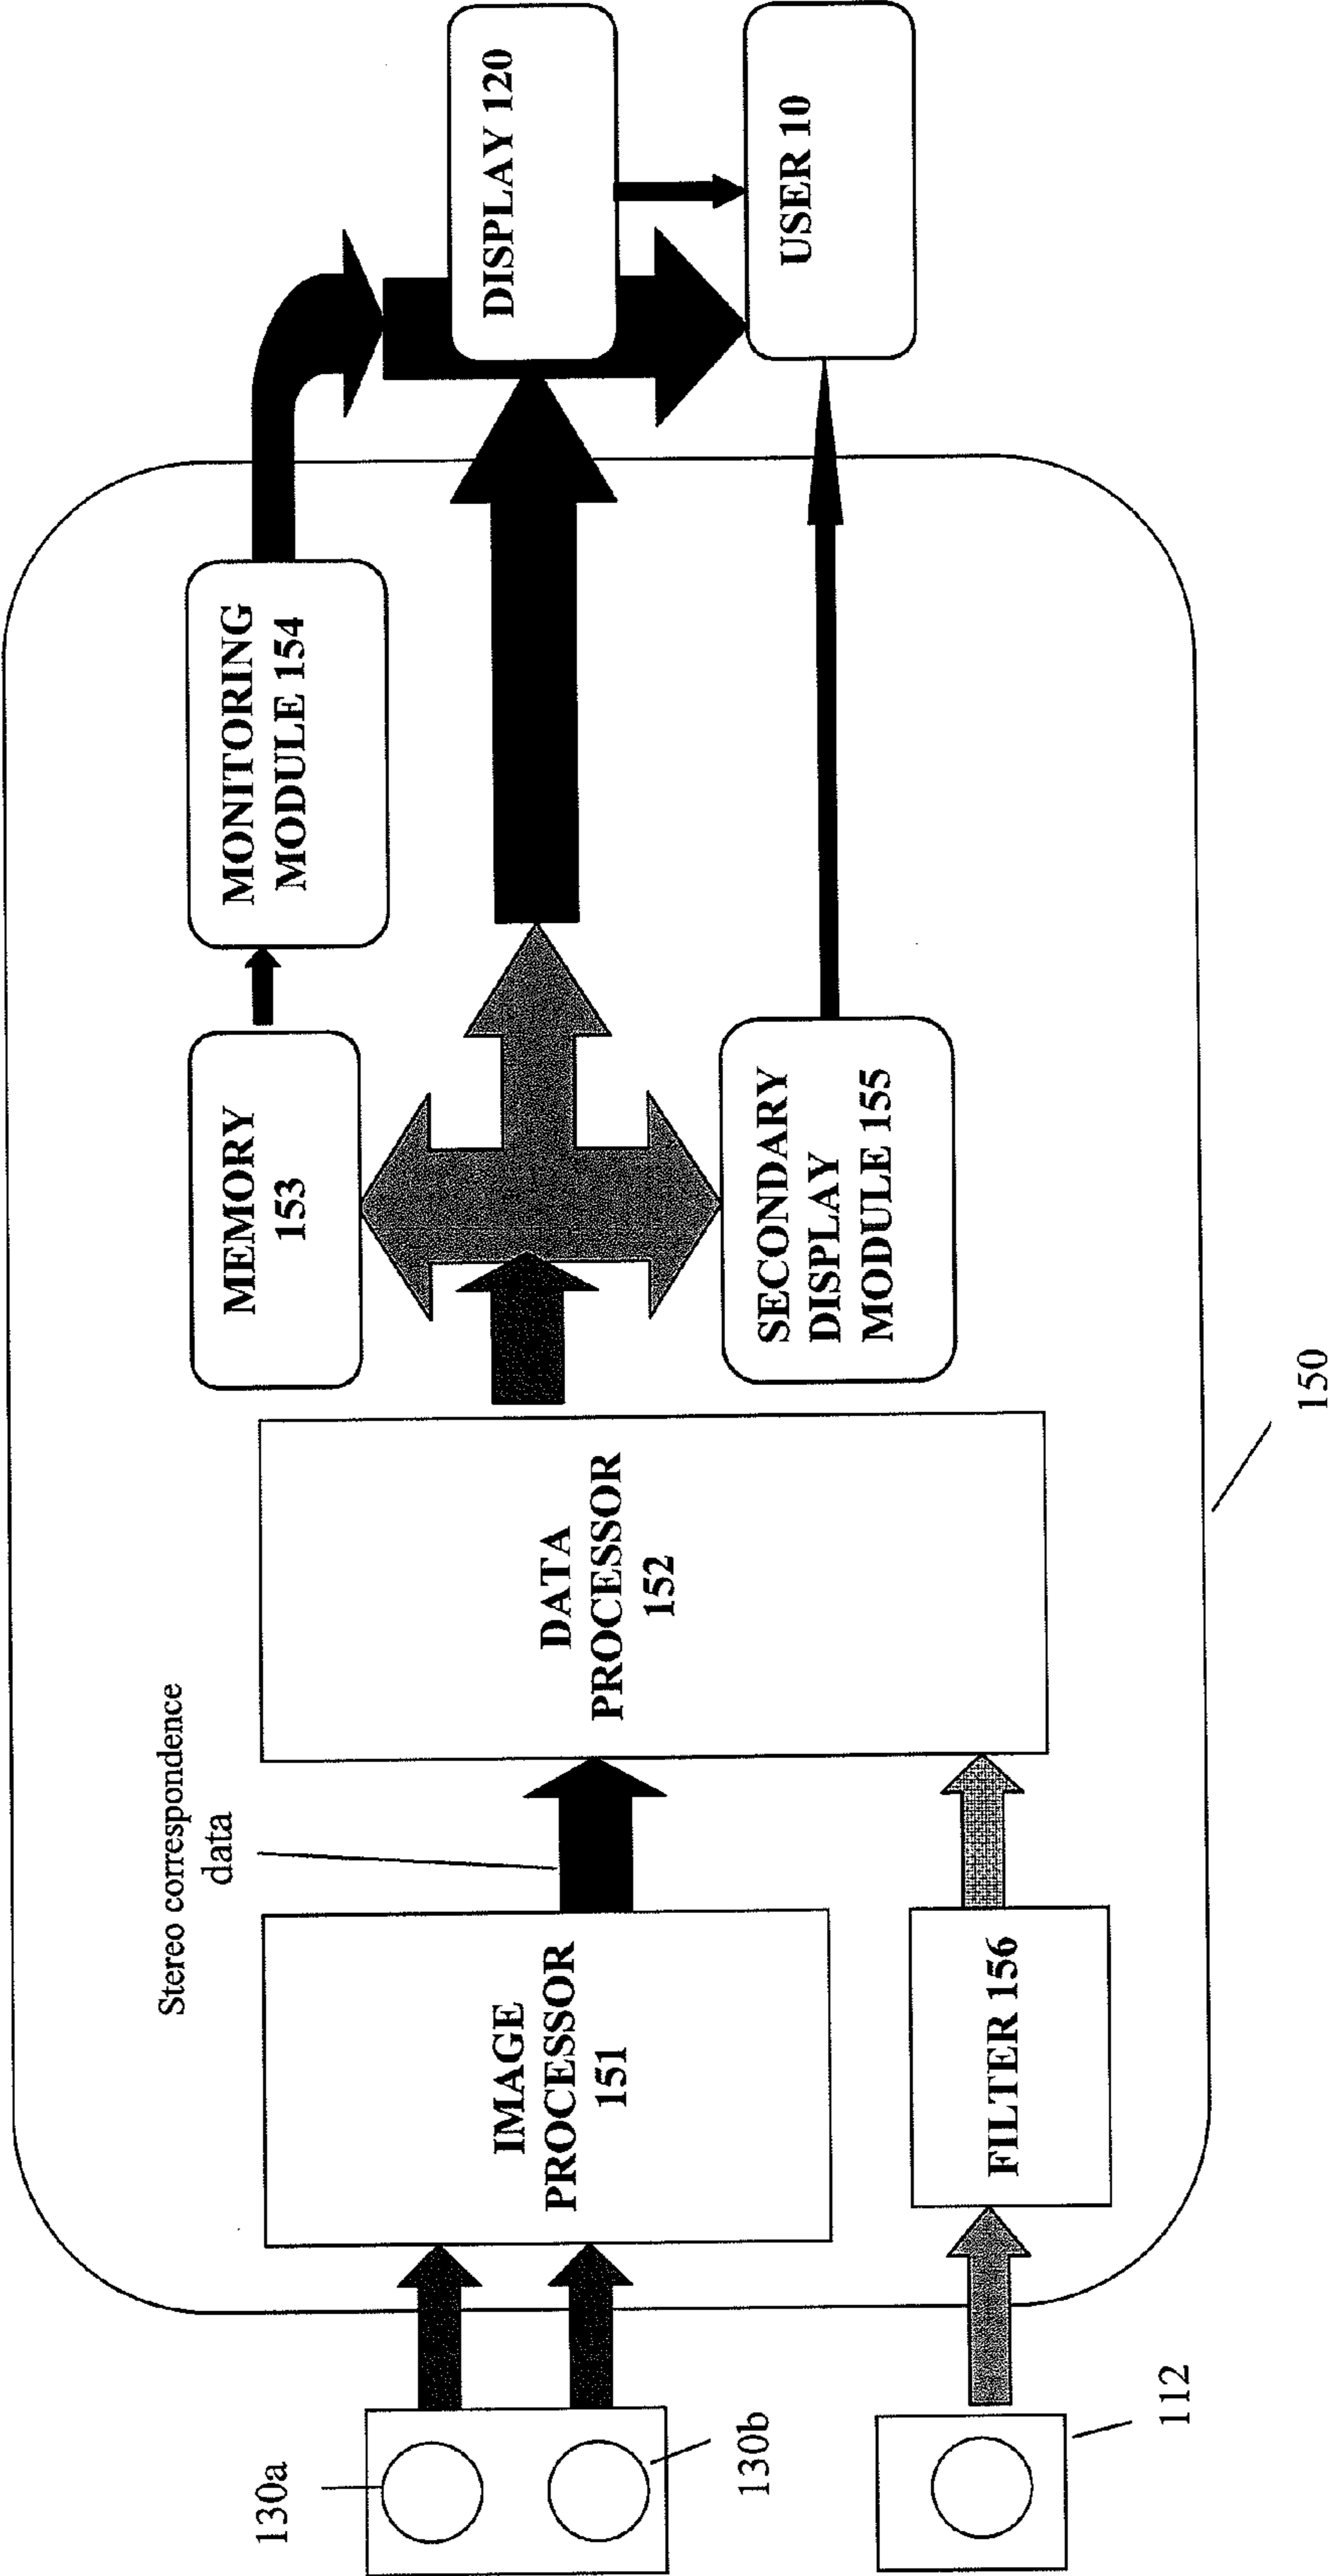 130a
130b
112
IMAGE
PROCESSOR
151
FILTER 156
Stereo correspondence
data
DATA
PROCESSOR
152
MEMORY
153
SECONDARY
DISPLAY
MODULE 155
MONITORING
MODULE 154
DISPLAY 120
USER 10
150